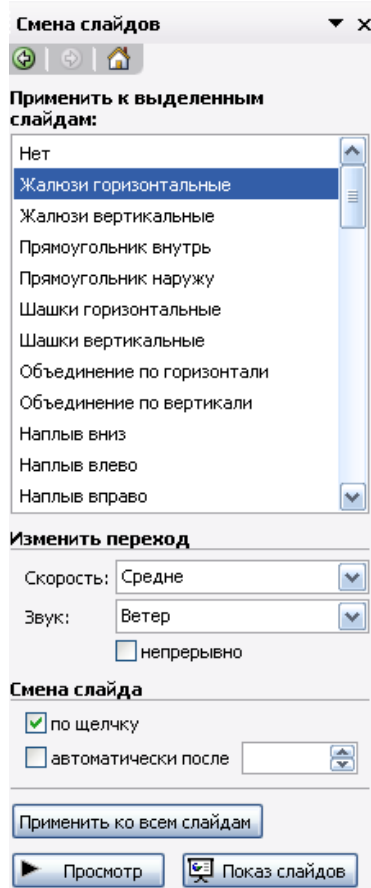 Смена слайдов
Применить к выделенным
слайдам:
Нет
Жалюзи горизонтальные
Жалюзи вертикальные
Прямоугольник внутрь
Прямоугольник наружу
Шашки горизонтальные
Шашки вертикальные
Объединение по горизонтали
Объединение по вертикали
Наплыв вниз
Наплыв влево
Наплыв вправо
Изменить переход
Скорость: Средне
Звук: Ветер
непрерывно
Смена слайда
по щелчку
автоматически после
Применить ко всем слайдам
Просмотр Показ слайдов